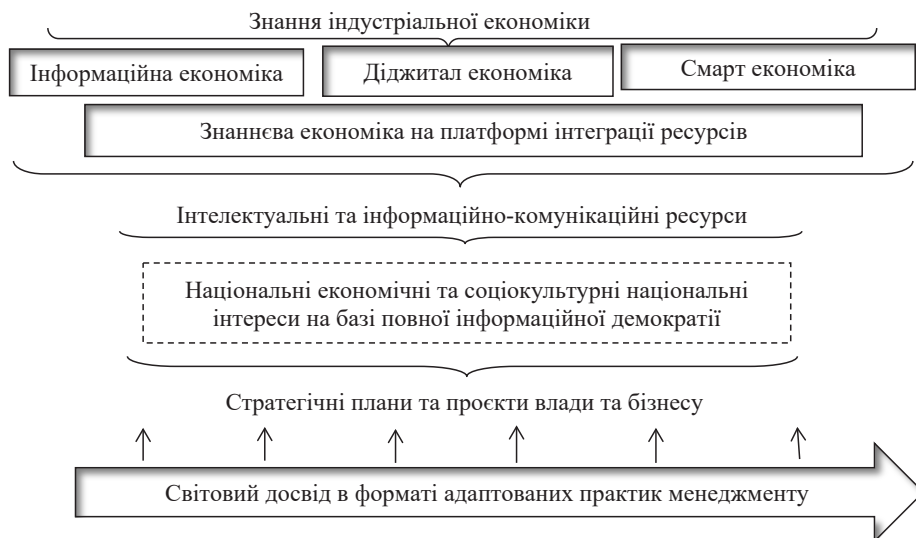 Знання індустріальної економіки
Інформаційна економіка
Діджитал економіка
Смарт економіка
Знаннєва економіка на платформі інтеграції ресурсів
Інтелектуальні та інформаційно-комунікаційні ресурси
Національні економічні та соціокультурні національні
інтереси на базі повної інформаційної демократії
Стратегічні плани та проєкти влади та бізнесу
Світовий досвід в форматі адаптованих практик менеджменту